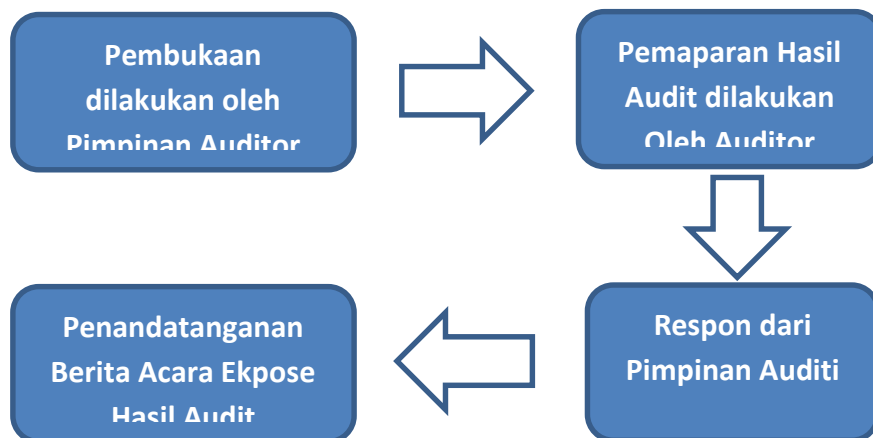 Pembukaan
dilakukan oleh
Pimpinan Auditor
Pemaparan Hasil
Audit dilakukan
Oleh Auditor
Respon dari
Pimpinan Auditi
Penandatanganan
Berita Acara Ekpose
Hasil Audit